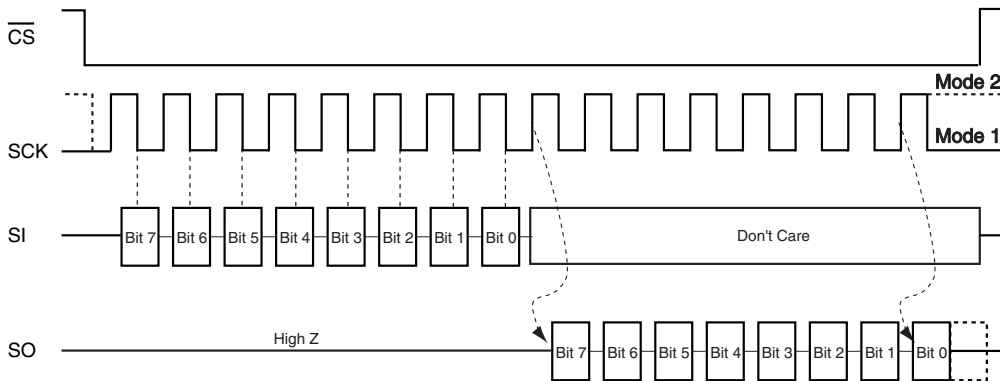 CS
Mode 2
SCK
Mode 1
SI
Bit 7 Bit 6 Bit 5 Bit 4 Bit 3 Bit 2 Bit 1 Bit 0
Don't Care
High Z
SO
Bit 7 Bit 6 Bit 5 Bit 4 Bit 3 Bit 2 Bit 1 Bit 0